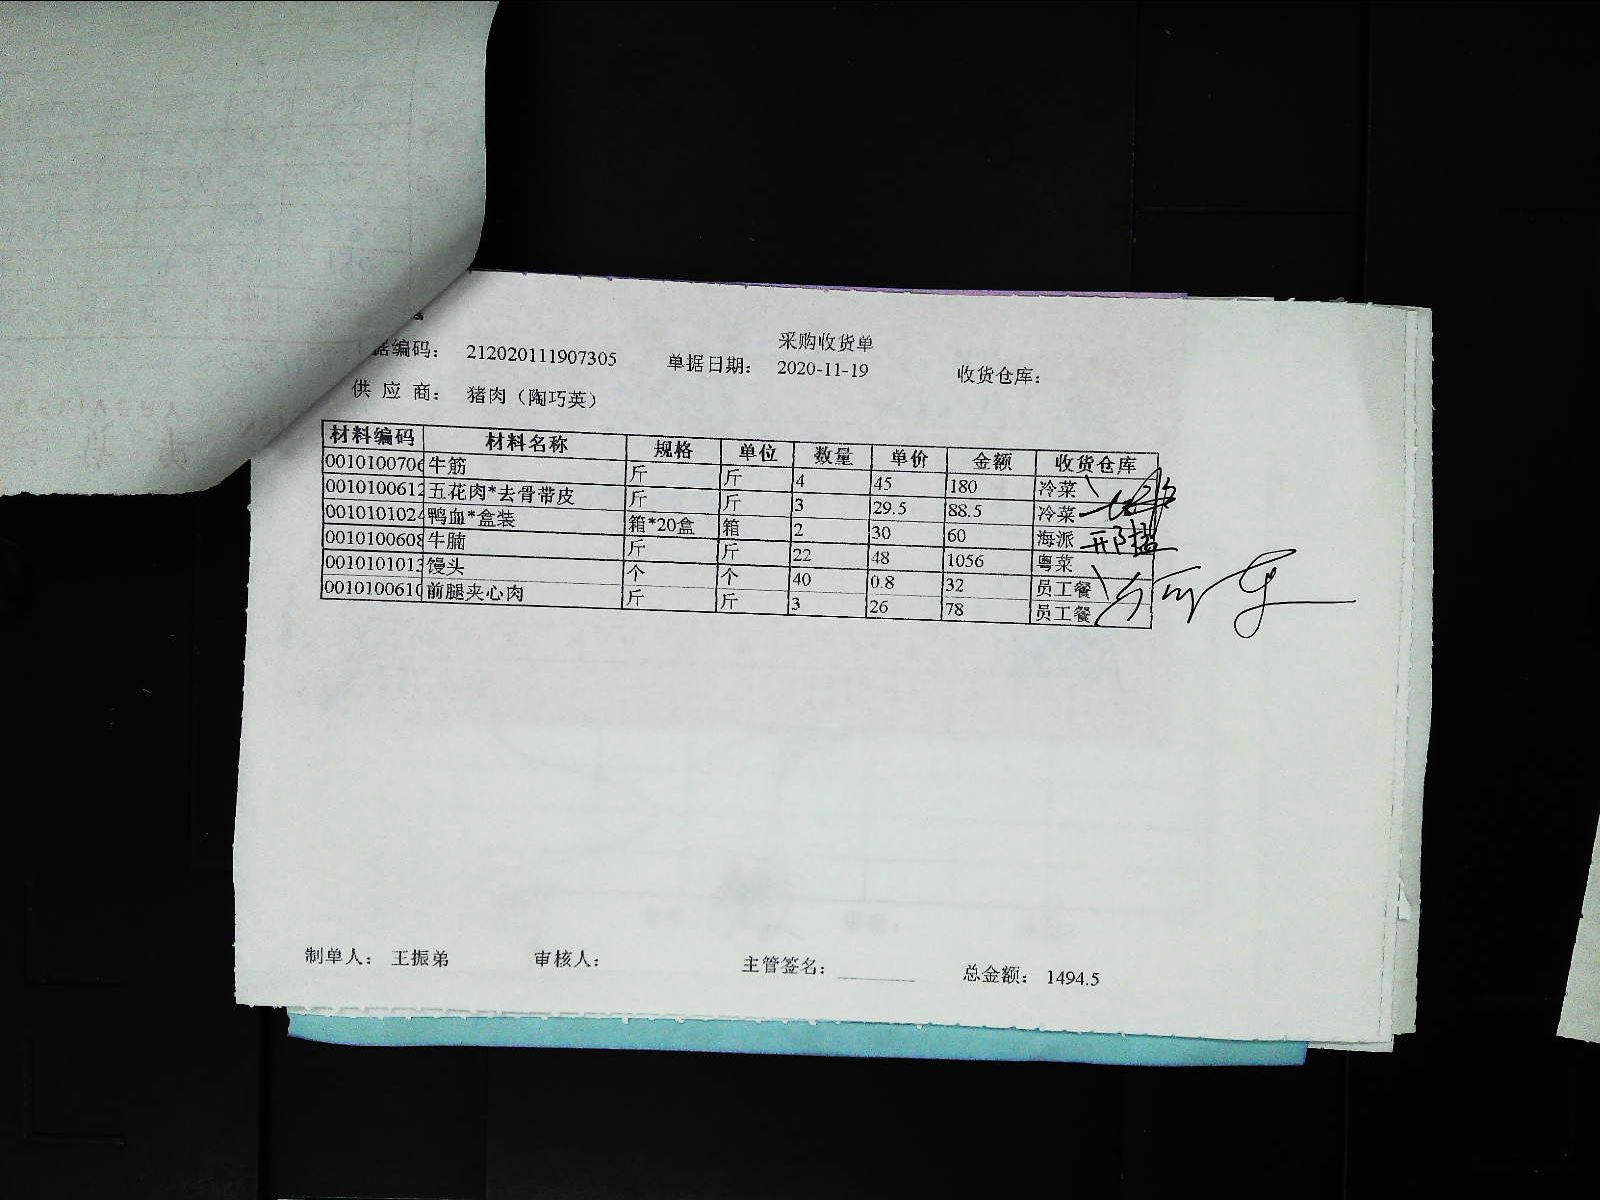 采购收货单
据编码： 212020111907305 单据日期： 2020-11-19 收货仓库：
供应商： 猪肉（陶巧英）
材料编码 材料名称 规格 单位 数量 单价 金额 收货仓库
0010100706 牛筋 斤 斤 4 45 180 冷菜
0010100612 五花肉*去骨带皮 斤 斤 3 29.5 88.5 冷菜
0010101024 鸭血*盒装 箱*20盒 箱 2 30 60 海派
0010100608 牛腩 斤 斤 22 48 1056 粤菜
0010101013 馒头 个 个 40 0.8 32 员工餐
0010100610 前腿夹心肉 斤 斤 3 26 78 员工餐
制单人： 王振弟 审核人： 主管签名： 总金额： 1494.5